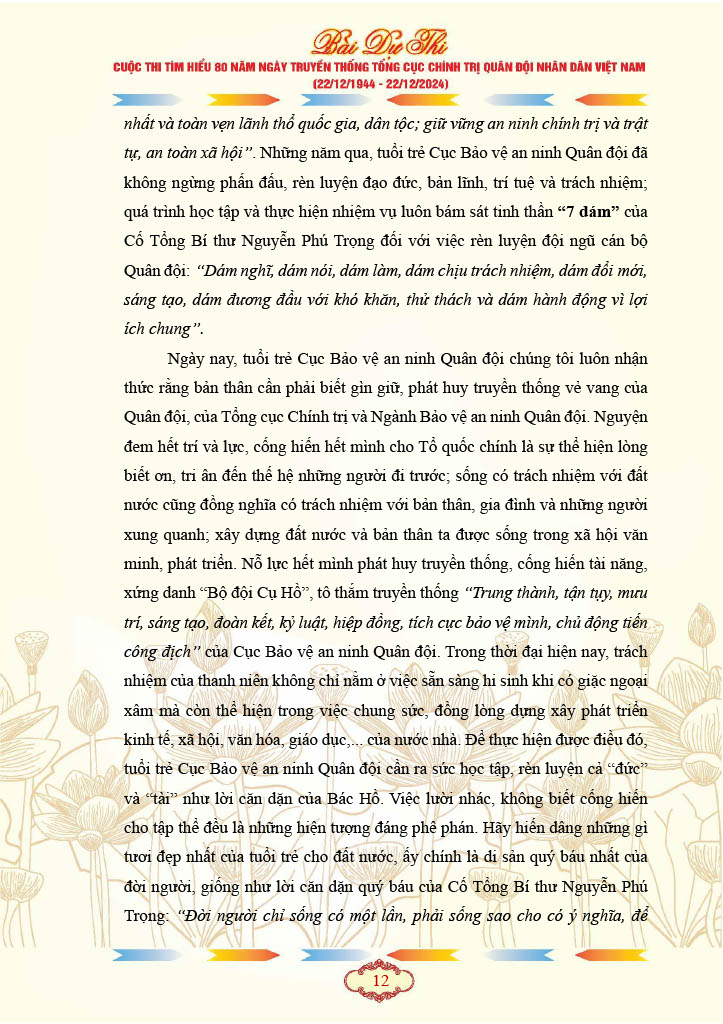 Bài Dự Thi
CUỘC THI TÌM HIỂU 80 NĂM NGÀY TRUYỀN THỐNG TỔNG CỤC CHÍNH TRỊ QUÂN ĐỘI NHÂN DÂN VIỆT NAM
(22/12/1944 - 22/12/2024)
nhất và toàn vẹn lãnh thổ quốc gia, dân tộc; giữ vững an ninh chính trị và trật
tự, an toàn xã hội”. Những năm qua, tuổi trẻ Cục Bảo vệ an ninh Quân đội đã
không ngừng phấn đấu, rèn luyện đạo đức, bản lĩnh, trí tuệ và trách nhiệm;
quá trình học tập và thực hiện nhiệm vụ luôn bám sát tinh thần “7 dám” của
Cố Tổng Bí thư Nguyễn Phú Trọng đối với việc rèn luyện đội ngũ cán bộ
Quân đội: “Dám nghĩ, dám nói, dám làm, dám chịu trách nhiệm, dám đổi mới,
sáng tạo, dám đương đầu với khó khăn, thử thách và dám hành động vì lợi
ích chung”.
Ngày nay, tuổi trẻ Cục Bảo vệ an ninh Quân đội chúng tôi luôn nhận
thức rằng bản thân cần phải biết gìn giữ, phát huy truyền thống vẻ vang của
Quân đội, của Tổng cục Chính trị và Ngành Bảo vệ an ninh Quân đội. Nguyện
đem hết trí và lực, cống hiến hết mình cho Tổ quốc chính là sự thể hiện lòng
biết ơn, tri ân đến thế hệ những người đi trước; sống có trách nhiệm với đất
nước cũng đồng nghĩa có trách nhiệm với bản thân, gia đình và những người
xung quanh; xây dựng đất nước và bản thân ta được sống trong xã hội văn
minh, phát triển. Nỗ lực hết mình phát huy truyền thống, cống hiến tài năng,
xứng danh “Bộ đội Cụ Hồ”, tô thắm truyền thống “Trung thành, tận tụy, mưu
trí, sáng tạo, đoàn kết, kỷ luật, hiệp đồng, tích cực bảo vệ mình, chủ động tiến
công địch” của Cục Bảo vệ an ninh Quân đội. Trong thời đại hiện nay, trách
nhiệm của thanh niên không chỉ nằm ở việc sẵn sàng hi sinh khi có giặc ngoại
xâm mà còn thể hiện trong việc chung sức, đồng lòng dựng xây phát triển
kinh tế, xã hội, văn hóa, giáo dục,... của nước nhà. Để thực hiện được điều đó,
tuổi trẻ Cục Bảo vệ an ninh Quân đội cần ra sức học tập, rèn luyện cả “đức”
và “tài” như lời căn dặn của Bác Hồ. Việc lười nhác, không biết cống hiến
cho tập thể đều là những hiện tượng đáng phê phán. Hãy hiến dâng những gì
tươi đẹp nhất của tuổi trẻ cho đất nước, ấy chính là di sản quý báu nhất của
đời người, giống như lời căn dặn quý báu của Cố Tổng Bí thư Nguyễn Phú
Trọng: “Đời người chỉ sống có một lần, phải sống sao cho có ý nghĩa, để
12